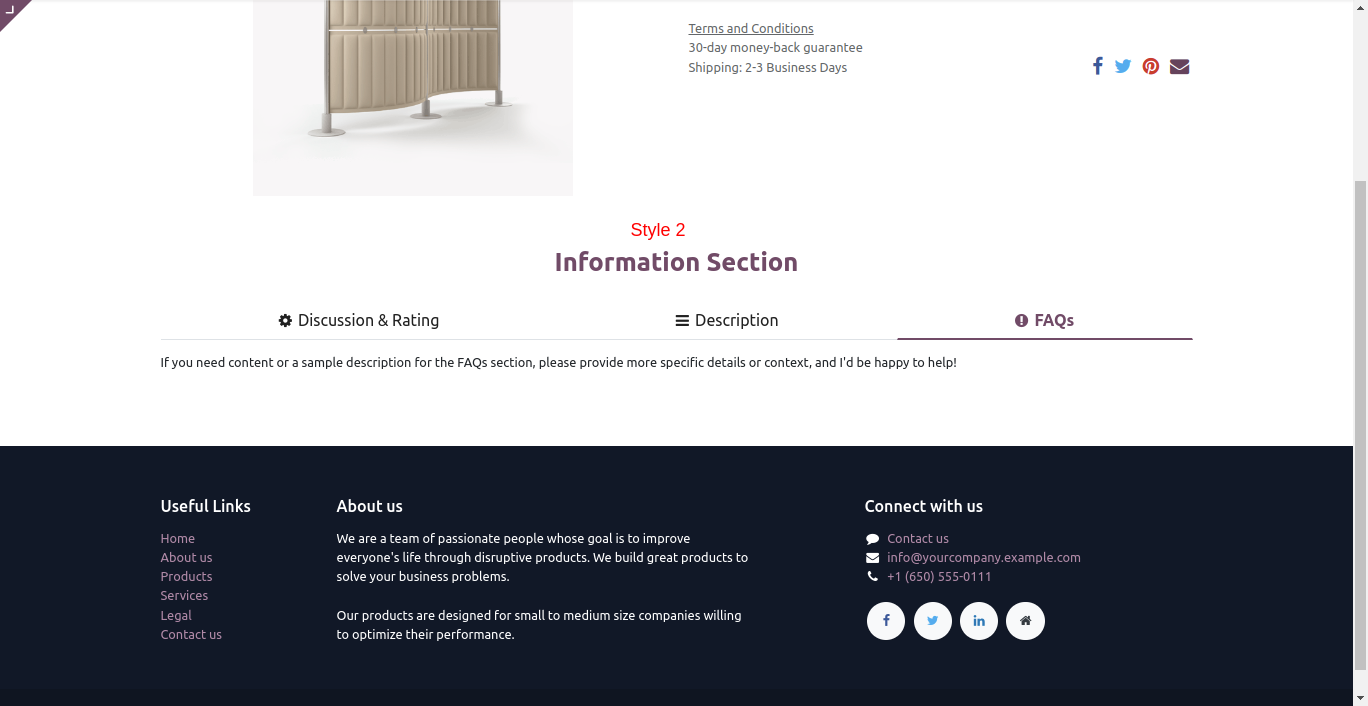 Terms and Conditions
30-day money-back guarantee
Shipping: 2-3 Business Days
Style 2
Information Section
Discussion & Rating
Description
FAQs
If you need content or a sample description for the FAQs section, please provide more specific details or context, and I'd be happy to help!
Useful Links
Home
About us
Products
Services
Legal
Contact us
About us
We are a team of passionate people whose goal is to improve
everyone's life through disruptive products. We build great products to
solve your business problems.
Our products are designed for small to medium size companies willing
to optimize their performance.
Connect with us
Contact us
info@yourcompany.example.com
+1 (650) 555-0111